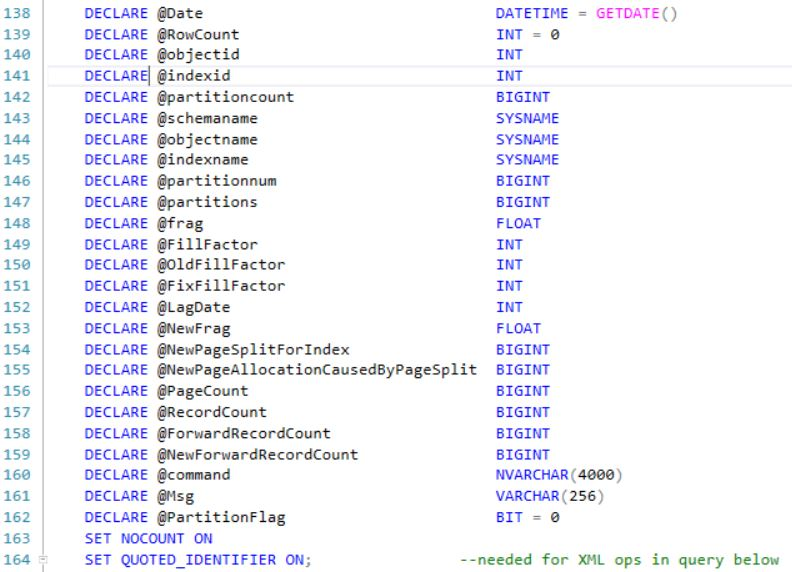 138 DECLARE @Date DATETIME = GETDATE()
139 DECLARE @RowCount INT = 0
140 DECLARE @objectid INT
141 DECLARE @indexid INT
142 DECLARE @partitioncount BIGINT
143 DECLARE @schemaname SYSNAME
144 DECLARE @objectname SYSNAME
145 DECLARE @indexname SYSNAME
146 DECLARE @partitionnum BIGINT
147 DECLARE @partitions BIGINT
148 DECLARE @frag FLOAT
149 DECLARE @FillFactor INT
150 DECLARE @OldFillFactor INT
151 DECLARE @FixFillFactor INT
152 DECLARE @LagDate INT
153 DECLARE @NewFrag FLOAT
154 DECLARE @NewPageSplitForIndex BIGINT
155 DECLARE @NewPageAllocationCausedByPageSplit BIGINT
156 DECLARE @PageCount BIGINT
157 DECLARE @RecordCount BIGINT
158 DECLARE @ForwardRecordCount BIGINT
159 DECLARE @NewForwardRecordCount BIGINT
160 DECLARE @command NVARCHAR(4000)
161 DECLARE @Msg VARCHAR(256)
162 DECLARE @PartitionFlag BIT = 0
163 SET NOCOUNT ON
164 SET QUOTED_IDENTIFIER ON; --needed for XML ops in query below